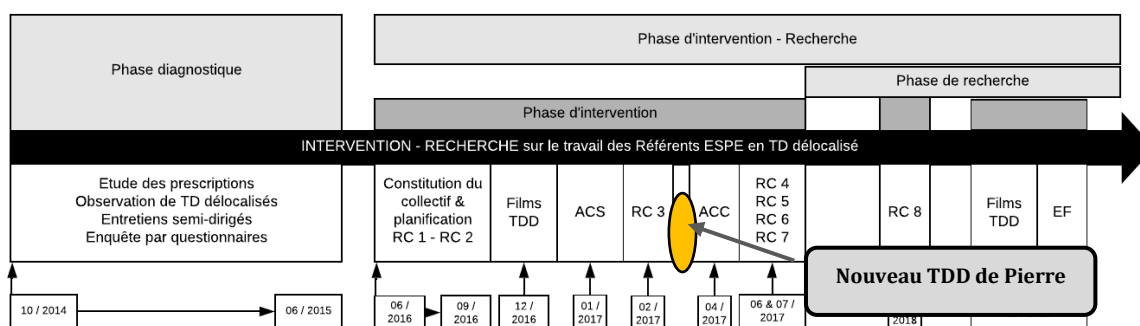 Phase d'intervention - Recherche
Phase diagnostique
Phase de recherche
Phase d'intervention
INTERVENTION - RECHERCHE sur le travail des Référents ESPE en TD délocalisé
Etude des prescriptions
Observation de TD délocalisés
Entretiens semi-dirigés
Enquête par questionnaires
Constitution du
collectif &
planification
RC 1 - RC 2
Films
TDD
ACS
RC 3
ACC
RC 4
RC 5
RC 6
RC 7
RC 8
Films
TDD
EF
Nouveau TDD de Pierre
10 / 2014
06 / 2015
06 /
2016
09 /
2016
12 /
2016
01 /
2017
02 /
2017
04 /
2017
06 & 07 /
2017
2018